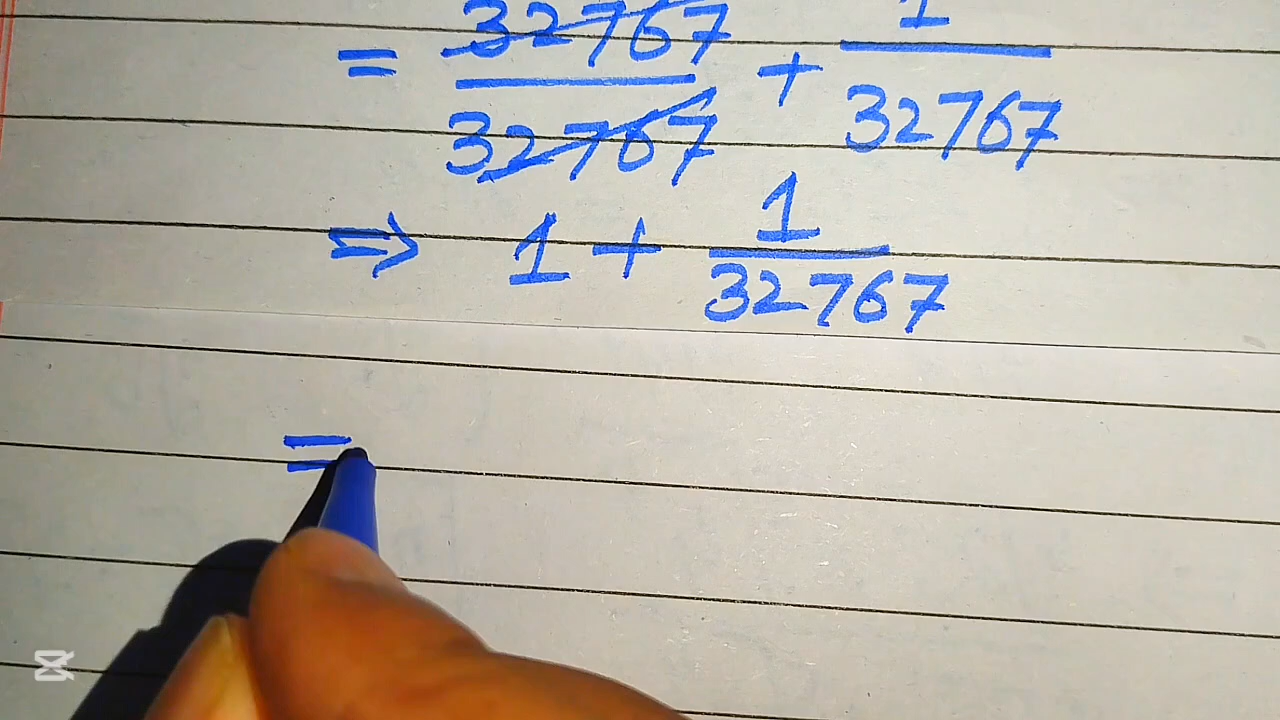 = 32767/32767 + 1/32767
⇒ 1 + 1/32767
=